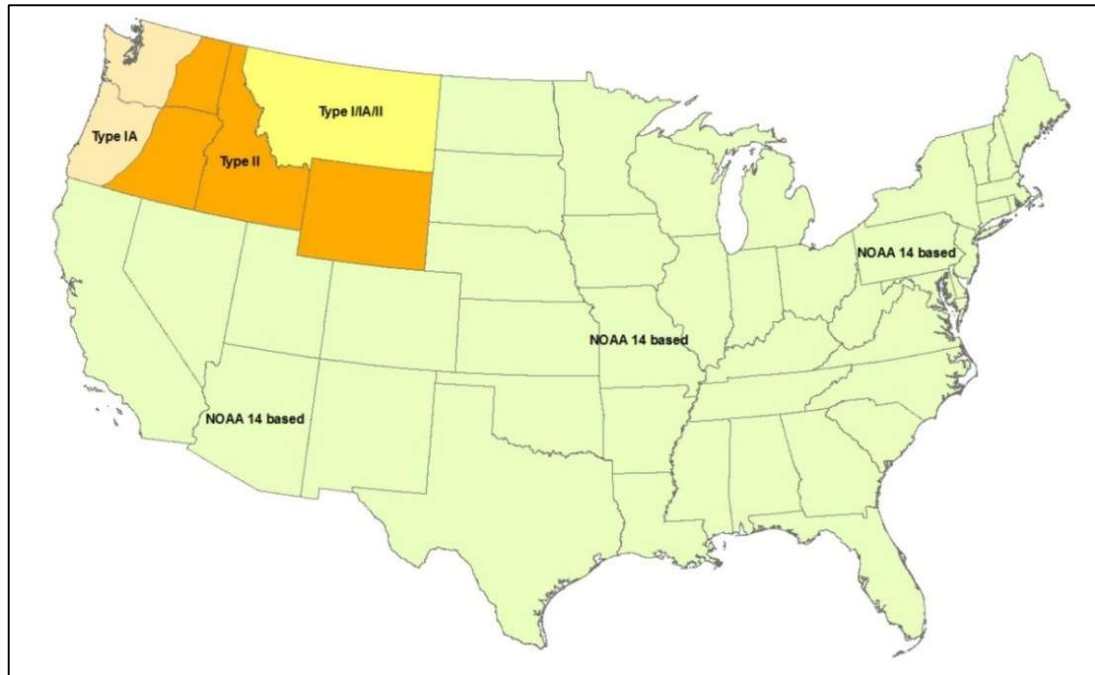 Type I/IA/II
Type IA
Type II
NOAA 14 based
NOAA 14 based
NOAA 14 based